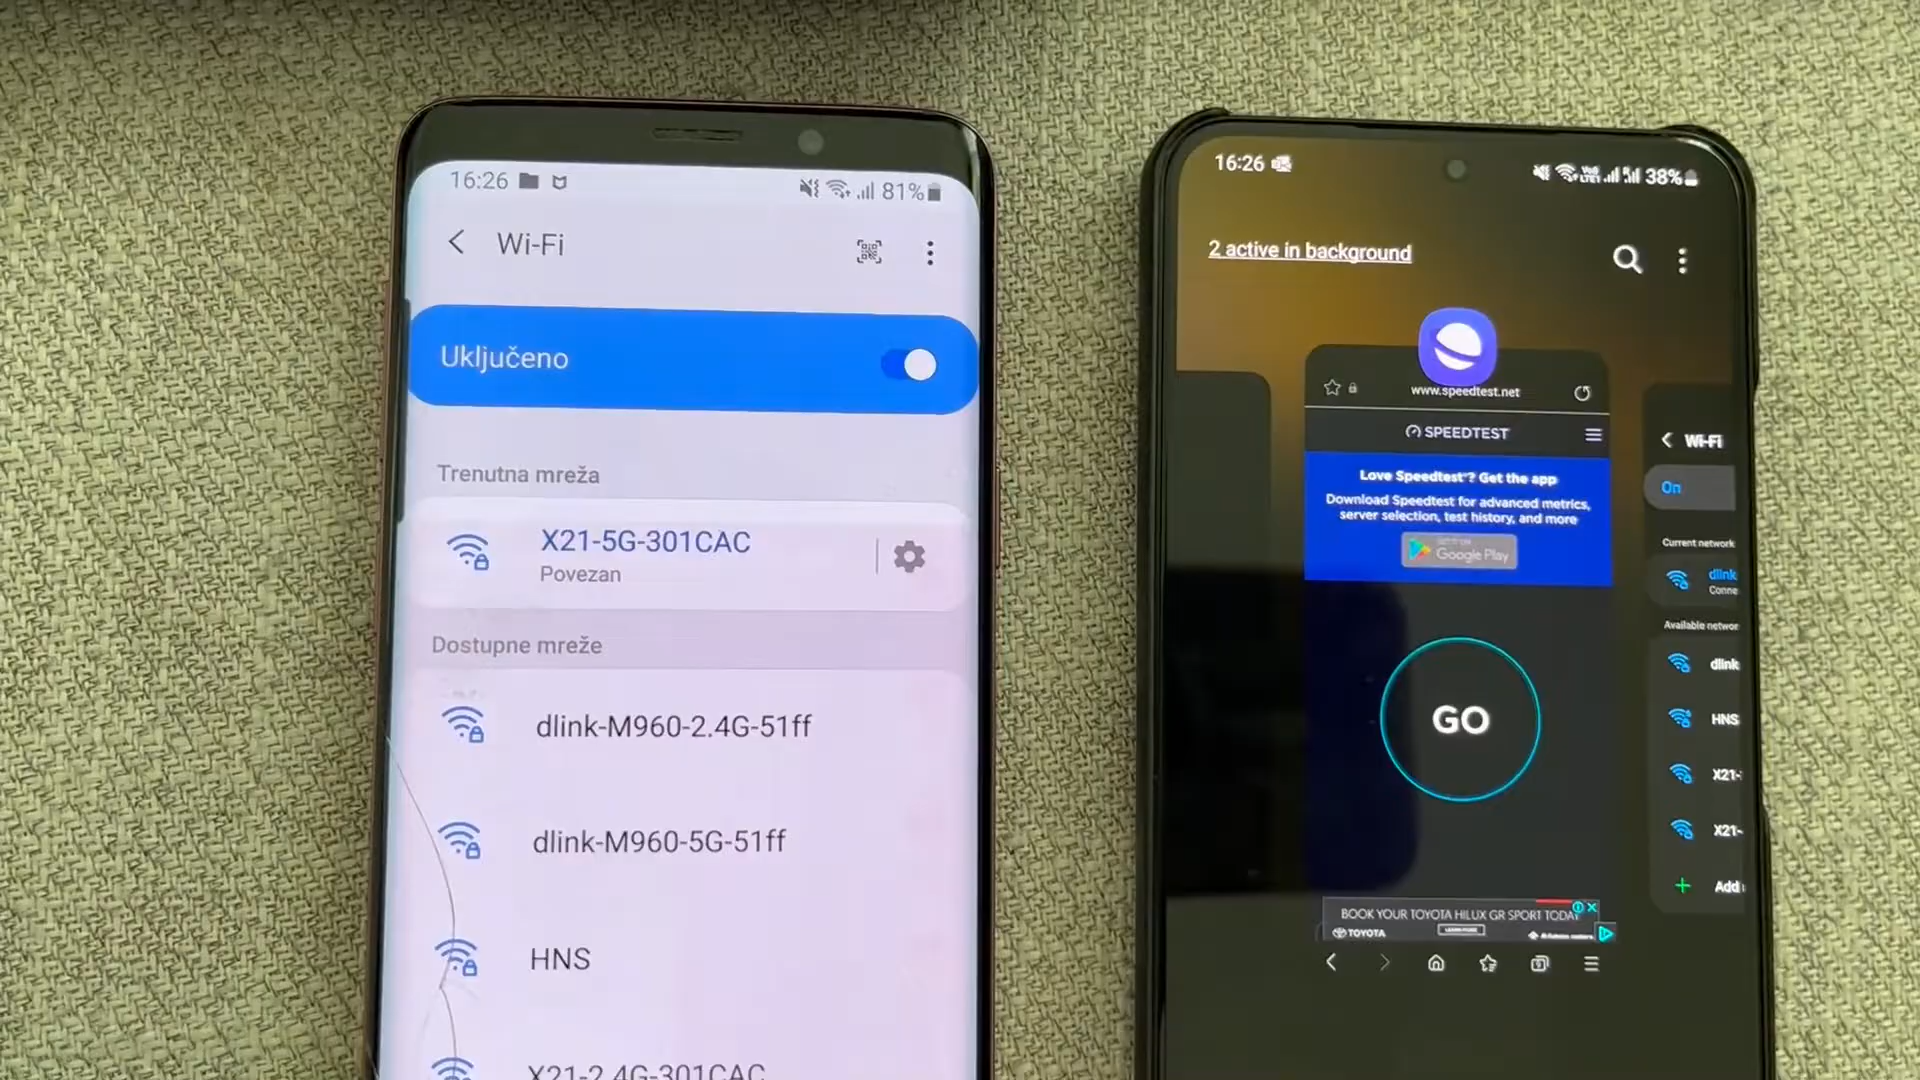 16:26
81%
Wi-Fi
Uključeno
Trenutna mreža
X21-5G-301CAC
Povezan
Dostupne mreže
dlink-M960-2.4G-51ff
dlink-M960-5G-51ff
HNS
X21-2.4G-301CAC
16:26
38%
2 active in background
www.speedtest.net
SPEEDTEST
Love Speedtest®? Get the app
Download Speedtest for advanced metrics,
server selection, test history, and more
GET IT ON
Google Play
GO
BOOK YOUR TOYOTA HILUX GR SPORT TODAY
TOYOTA
LEARN MORE
Wi-Fi
On
Current network
dlink
Conne
Available networ
dlink
HNS
X21-
X21-
Add